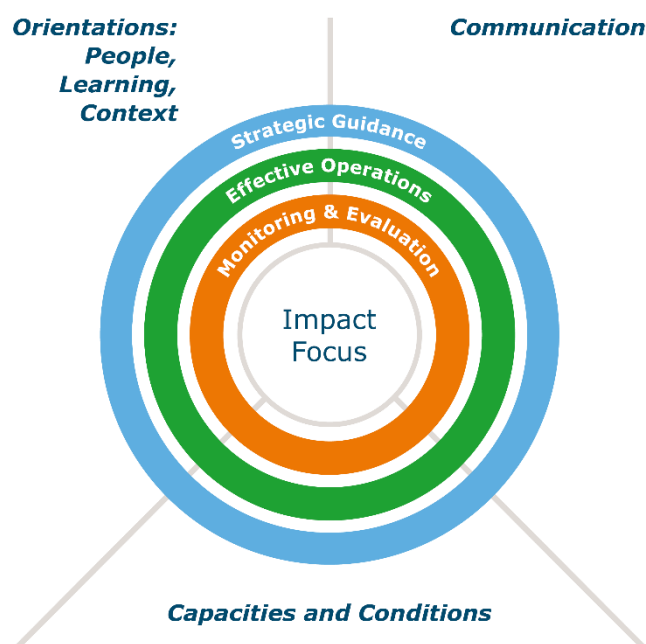 Orientations:
People,
Learning,
Context
Communication
Strategic Guidance
Effective Operations
Monitoring & Evaluation
Impact
Focus
Capacities and Conditions